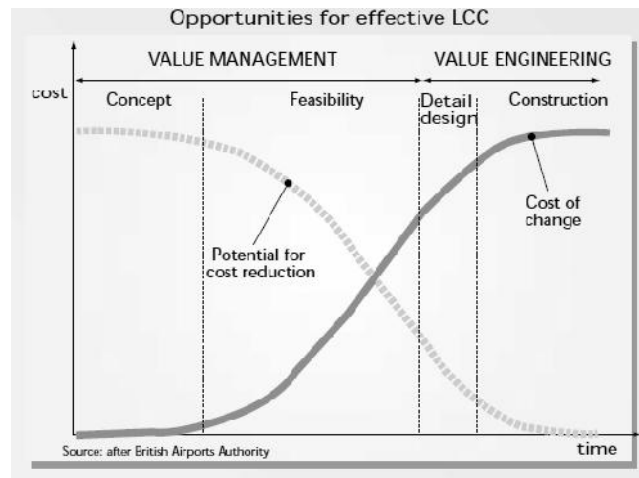 Opportunities for effective LCC
VALUE MANAGEMENT
VALUE ENGINEERING
cost
Concept
Feasibility
Detail
design
Construction
Potential for
cost reduction
Cost of
change
Source: after British Airports Authority
time